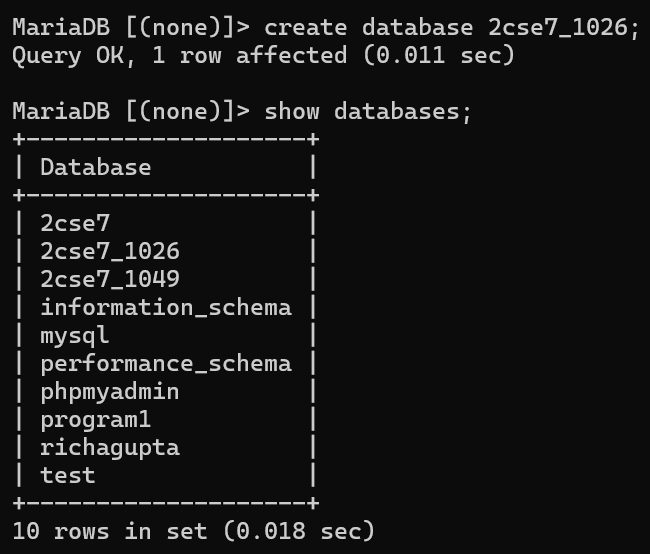 MariaDB [(none)]> create database 2cse7_1026;
Query OK, 1 row affected (0.011 sec)

MariaDB [(none)]> show databases;
+--------------------+
| Database           |
+--------------------+
| 2cse7              |
| 2cse7_1026         |
| 2cse7_1049         |
| information_schema |
| mysql              |
| performance_schema |
| phpmyadmin         |
| program1           |
| richagupta         |
| test               |
+--------------------+
10 rows in set (0.018 sec)